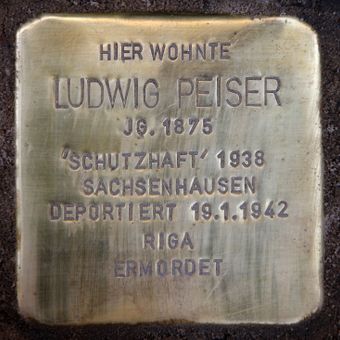 HIER WOHNTE
LUDWIG PEISER
JG. 1875
'SCHUTZHAFT' 1938
SACHSENHAUSEN
DEPORTIERT 19.1.1942
RIGA
ERMORDET